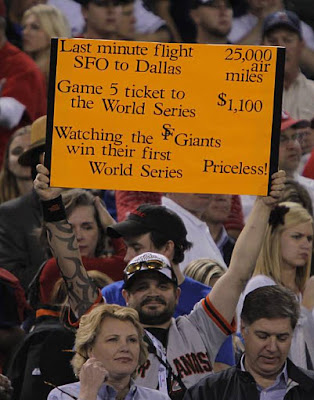 Last minute flight 25,000
SFO to Dallas air
miles
Game 5 ticket to $1,100
the World Series
Watching the SF Giants
win their first Priceless!
World Series